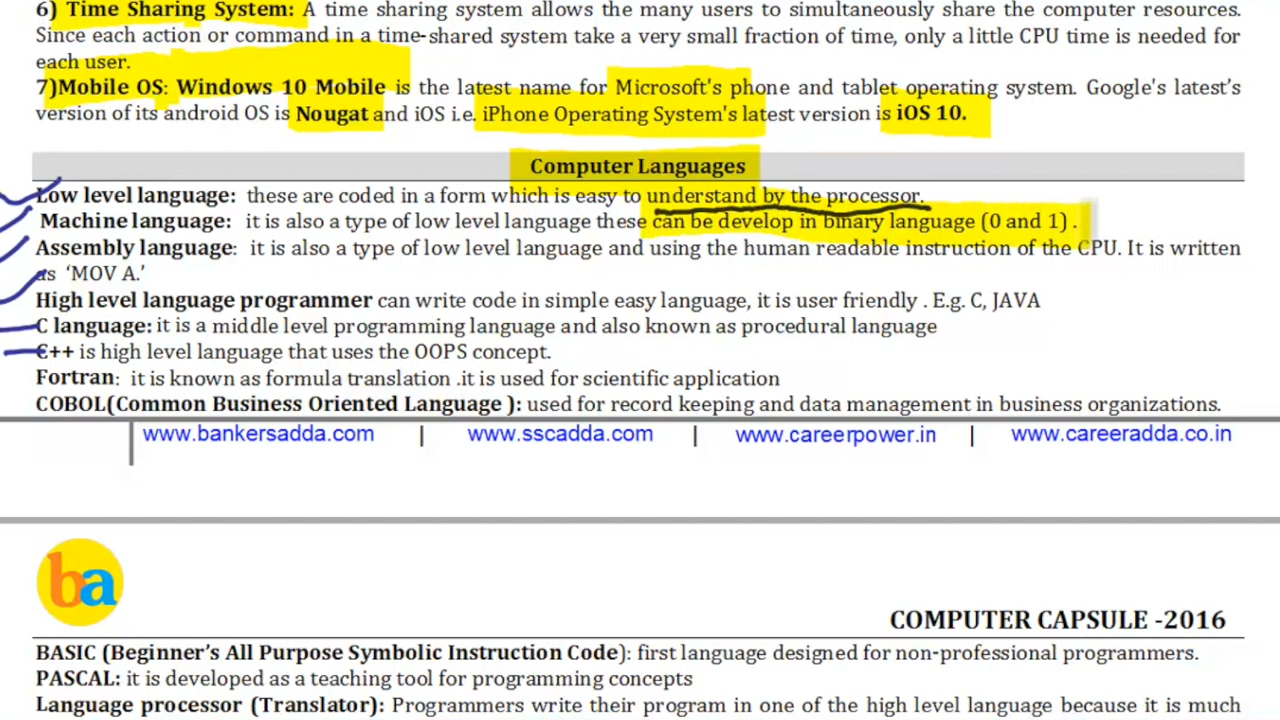 6) Time Sharing System: A time sharing system allows the many users to simultaneously share the computer resources.
Since each action or command in a time-shared system take a very small fraction of time, only a little CPU time is needed for
each user.
7)Mobile OS: Windows 10 Mobile is the latest name for Microsoft's phone and tablet operating system. Google's latest's
version of its android OS is Nougat and iOS i.e. iPhone Operating System's latest version is iOS 10.
Computer Languages
Low level language: these are coded in a form which is easy to understand by the processor.
Machine language: it is also a type of low level language these can be develop in binary language (0 and 1) .
Assembly language: it is also a type of low level language and using the human readable instruction of the CPU. It is written
as ‘MOV A.’
High level language programmer can write code in simple easy language, it is user friendly . E.g. C, JAVA
C language: it is a middle level programming language and also known as procedural language
C++ is high level language that uses the OOPS concept.
Fortran: it is known as formula translation .it is used for scientific application
COBOL(Common Business Oriented Language ): used for record keeping and data management in business organizations.
www.bankersadda.com | www.sscadda.com | www.careerpower.in | www.careeradda.co.in
ba
COMPUTER CAPSULE -2016
BASIC (Beginner’s All Purpose Symbolic Instruction Code): first language designed for non-professional programmers.
PASCAL: it is developed as a teaching tool for programming concepts
Language processor (Translator): Programmers write their program in one of the high level language because it is much